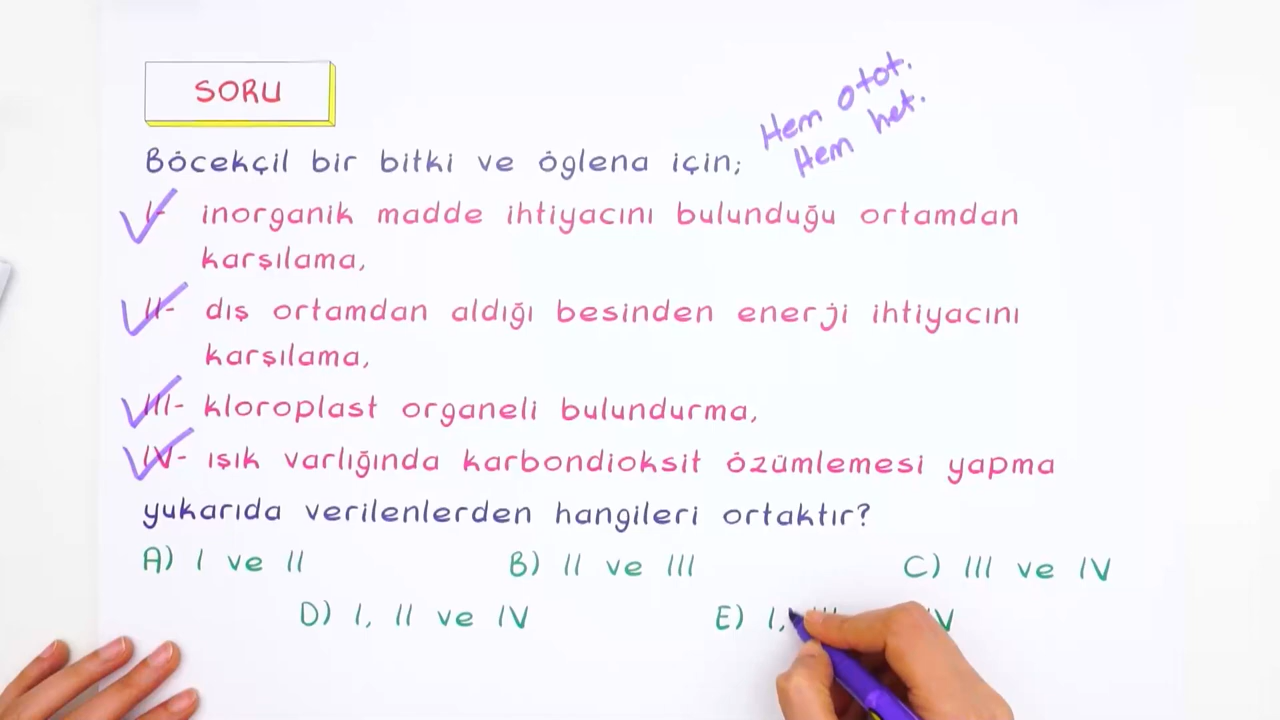 SORU
Hem otot.
Hem het.
Böcekçil bir bitki ve öglena için;
I- inorganik madde ihtiyacını bulunduğu ortamdan
karşılama,
II- dış ortamdan aldığı besinden enerji ihtiyacını
karşılama,
III- kloroplast organeli bulundurma,
IV- ışık varlığında karbondioksit özümlemesi yapma
yukarıda verilenlerden hangileri ortaktır?
A) I ve II B) II ve III C) III ve IV
D) I, II ve IV E) I,